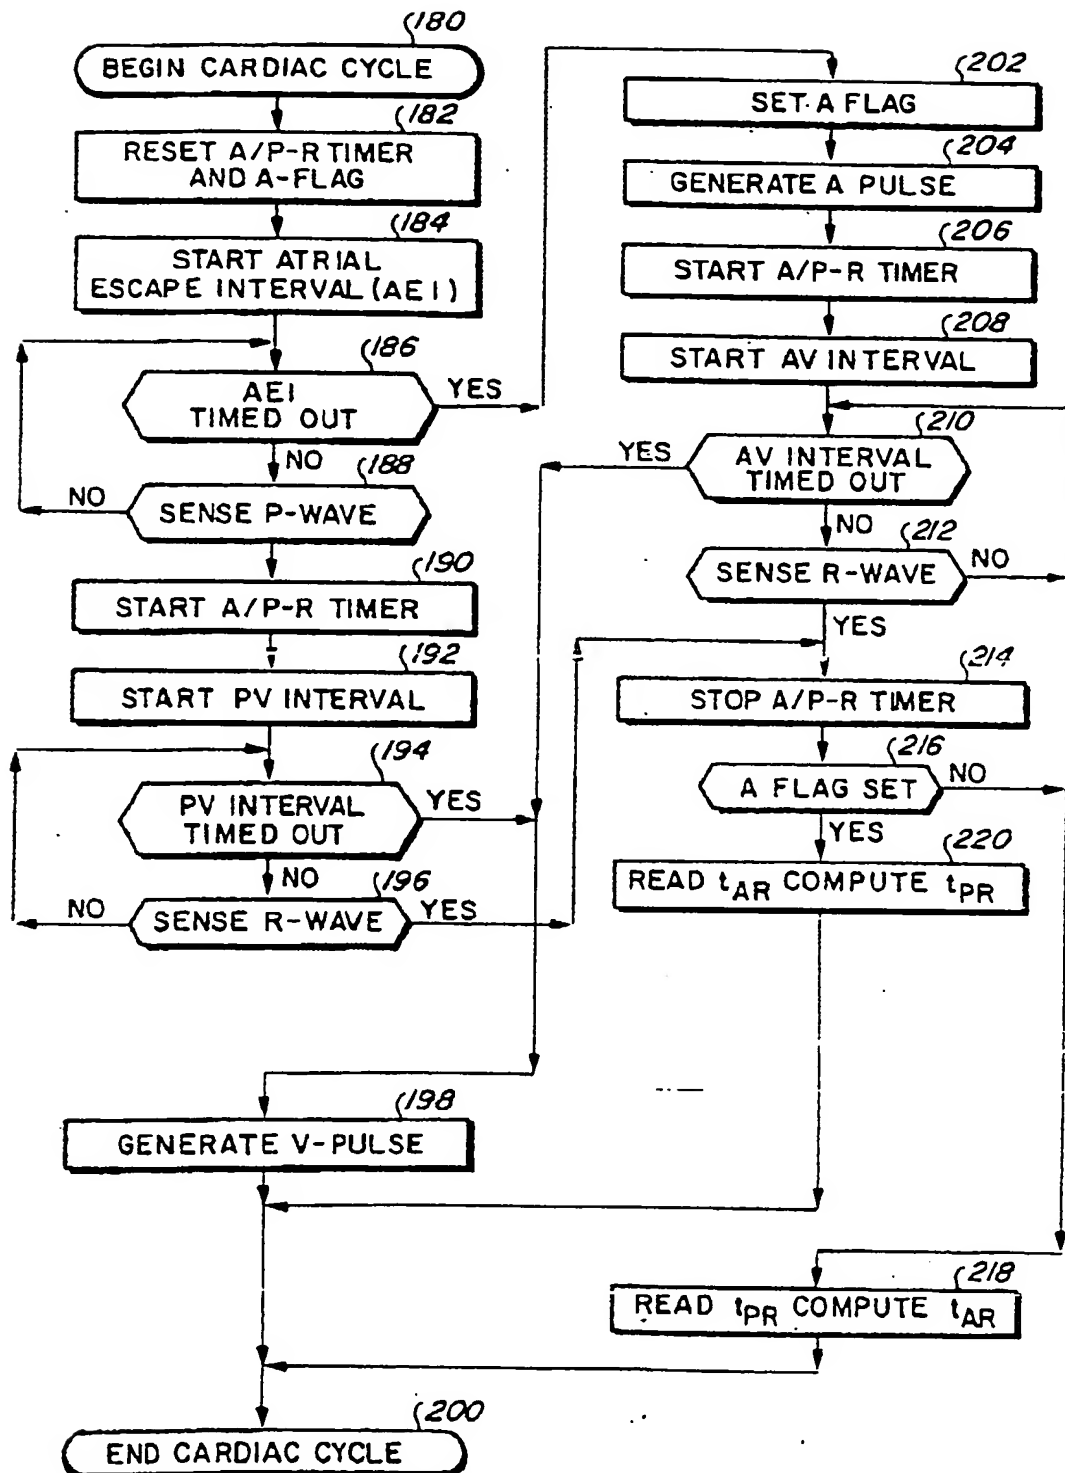 180
BEGIN CARDIAC CYCLE
182
RESET A/P-R TIMER
AND A-FLAG
184
START ATRIAL
ESCAPE INTERVAL (AEI)
186
AEI
TIMED OUT
YES
NO
188
SENSE P-WAVE
NO
190
START A/P-R TIMER
192
START PV INTERVAL
194
PV INTERVAL
TIMED OUT
YES
NO
196
SENSE R-WAVE
NO
YES
198
GENERATE V-PULSE
200
END CARDIAC CYCLE
202
SET A FLAG
204
GENERATE A PULSE
206
START A/P-R TIMER
208
START AV INTERVAL
210
AV INTERVAL
TIMED OUT
YES
NO
212
SENSE R-WAVE
NO
YES
214
STOP A/P-R TIMER
216
A FLAG SET
NO
YES
220
READ tAR COMPUTE tPR
218
READ tPR COMPUTE tAR